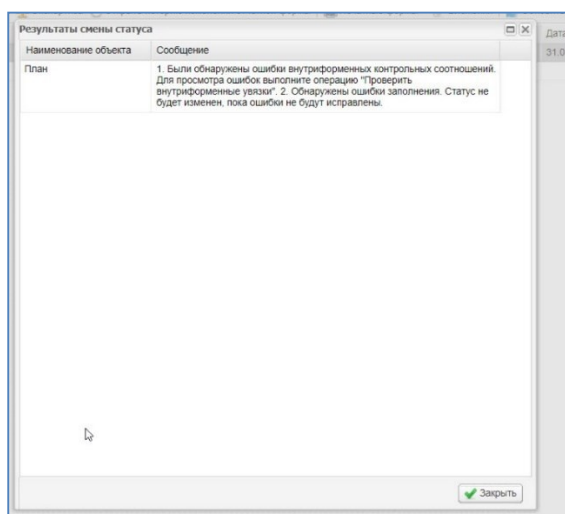 Результаты смены статуса
Наименование объекта Сообщение
План 1. Были обнаружены ошибки внутриформенных контрольных соотношений.
Для просмотра ошибок выполните операцию "Проверить
внутриформенные увязки". 2. Обнаружены ошибки заполнения. Статус не
будет изменен, пока ошибки не будут исправлены.
Дата
31.0
Закрыть